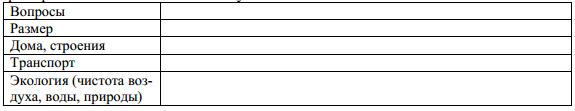 Вопросы
Размер
Дома, строения
Транспорт
Экология (чистота воз-
духа, воды, природы)